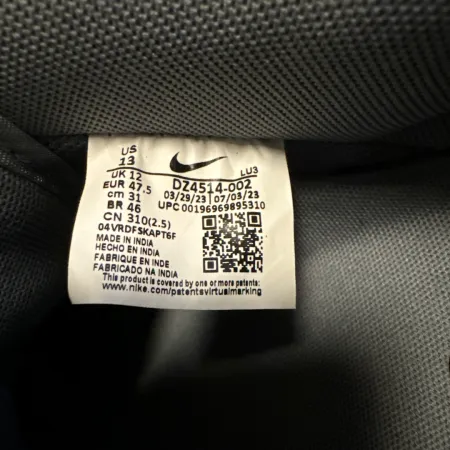 US
13
UK 12
EUR 47.5
cm 31
BR 46
CN 310(2.5)
LU3
DZ4514-002
03/29/23 | 07/03/23
UPC 00196969895310
04VRDFSKAPT6F
MADE IN INDIA
HECHO EN INDIA
FABRIQUE EN INDE
FABRICADO NA INDIA
This product is covered by one or more patents:
www.nike.com/patentsvirtualmarking